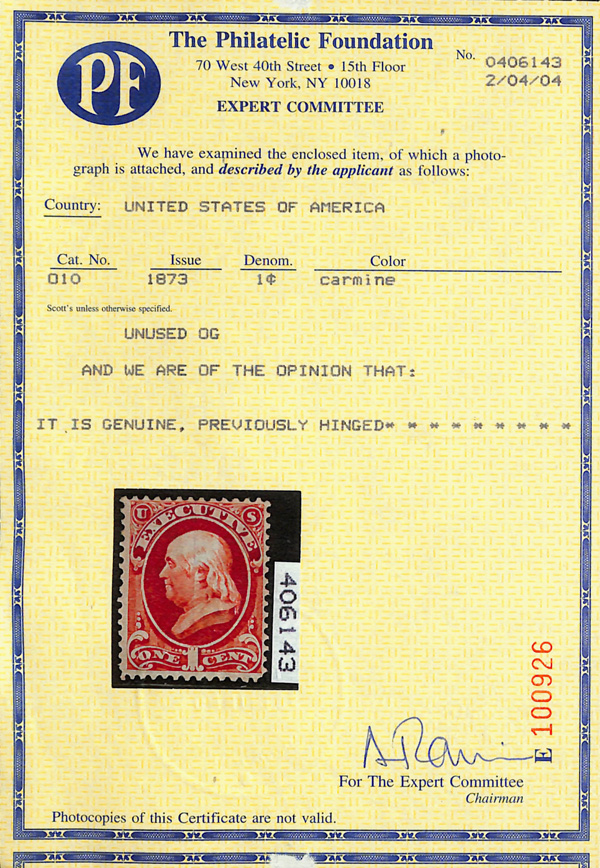 PF
The Philatelic Foundation
70 West 40th Street • 15th Floor
New York, NY 10018
EXPERT COMMITTEE
No. 0406143
2/04/04
We have examined the enclosed item, of which a photo-
graph is attached, and described by the applicant as follows:
Country: UNITED STATES OF AMERICA
Cat. No. Issue Denom. Color
O10 1873 1¢ carmine
Scott's unless otherwise specified.
UNUSED OG
AND WE ARE OF THE OPINION THAT:
IT IS GENUINE, PREVIOUSLY HINGED* * * * * * * * *
U S
EXECUTIVE
ONE 1 CENT
406143
E 100926
For The Expert Committee
Chairman
Photocopies of this Certificate are not valid.